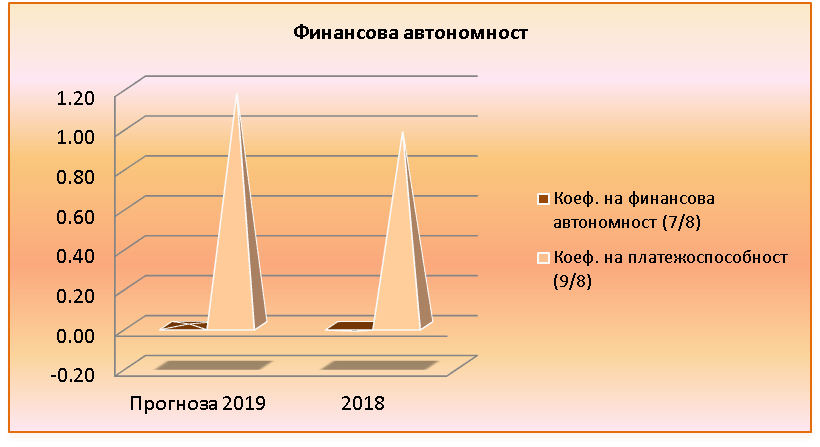 Финансова автономност
1.20
1.00
0.80
0.60
0.40
0.20
0.00
-0.20
Прогноза 2019
2018
Коеф. на финансова
автономност (7/8)
Коеф. на платежоспособност
(9/8)